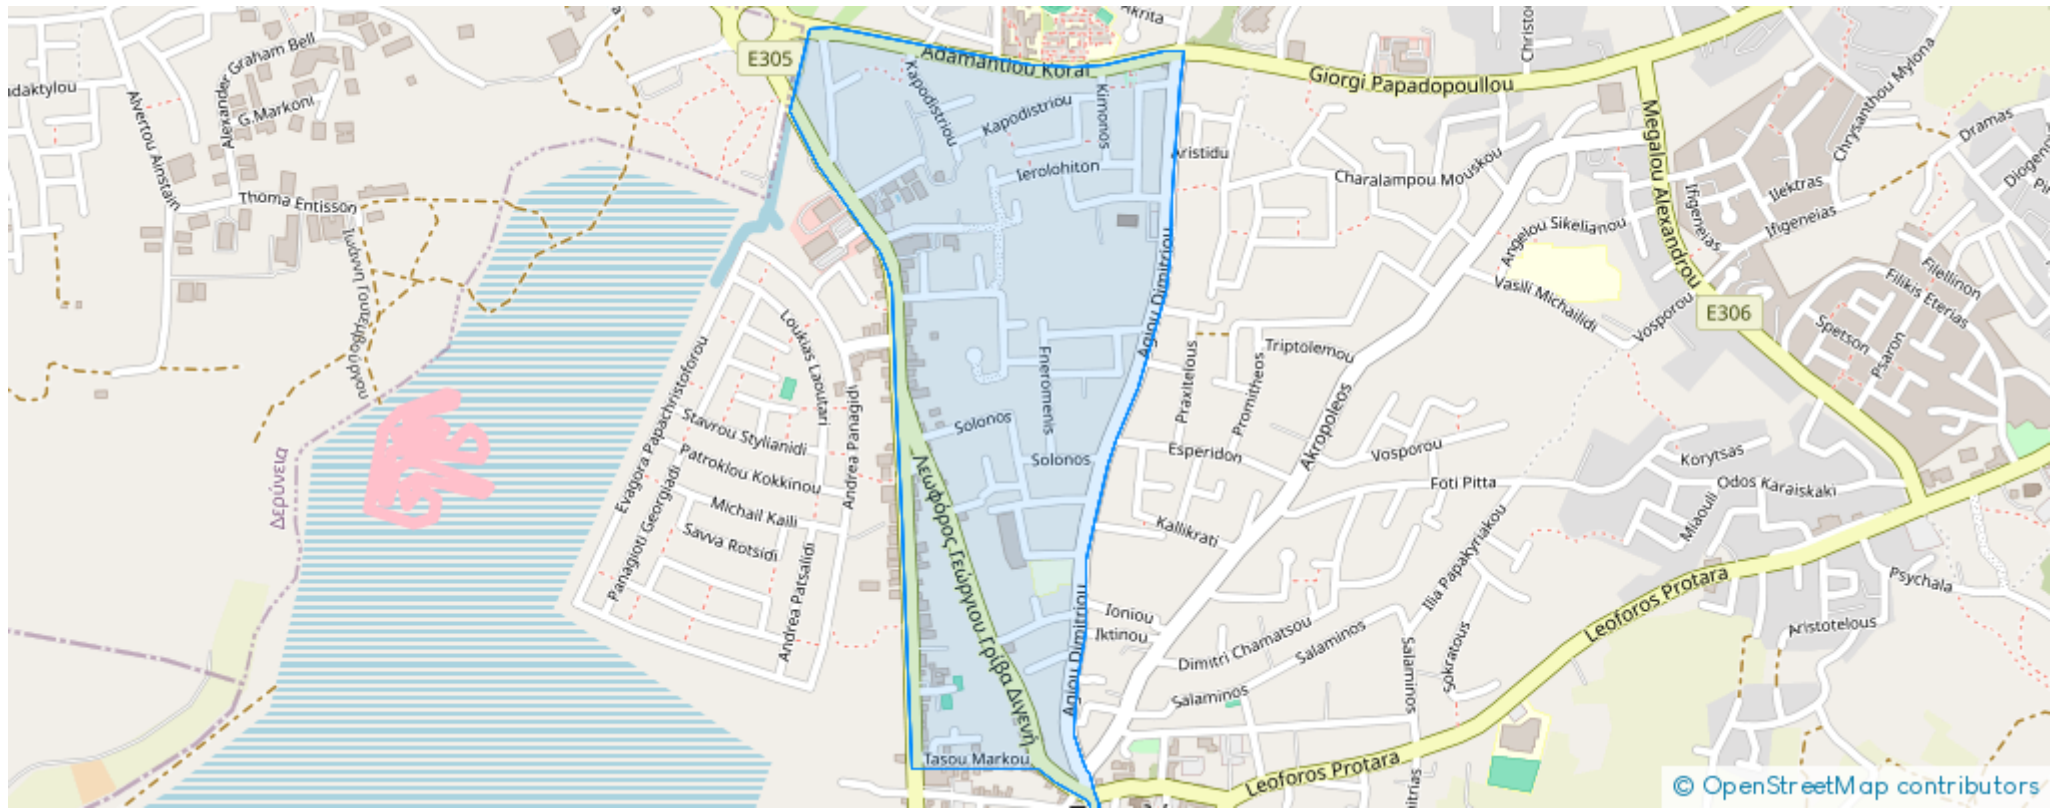 Akrita
Adamantiou Korai
E305
Giorgi Papadopoullou
Alexander Graham Bell
G.Markoni
Alvertou Ainstain
Thoma Entisson
Kapodistriou
Kapodistriou
Kimonos
Ierolohiton
Aristidu
Charalampou Mouskou
Megalou Alexandrou
Chrysanthou Mylona
Dramas
Ilektras
Ifigeneias
Ifigeneias
Angelou Sikelianou
Vasili Michailidi
Vosporou
E306
Filellinon
Filikis Eterias
Spetson
Psaron
Agiou Dimitriou
Triptolemou
Praxitelous
Promitheos
Akropoleos
Loukias Laoutari
Evagora Papachristoforou
Andrea Panagidi
Stavrou Stylianidi
Patroklou Kokkinou
Michail Kaili
Savva Rotsidi
Panagioti Georgiadi
Andrea Patsalidi
Solonos
Solonos
Esperidon
Vosporou
Foti Pitta
Korytsas
Odos Karaiskaki
Miaouli
Δερύνεια
Λεωφόρος Γεώργιου Γρίβα Διγενή
Kallikrati
Ilia Papakyriakou
Psychala
Leoforos Protara
Aristotelous
Ioniou
Iktinou
Agiou Dimitriou
Dimitri Chamatsou
Salaminos
Salaminos
Salaminos
Sokratous
Tasou Markou
Leoforos Protara
© OpenStreetMap contributors